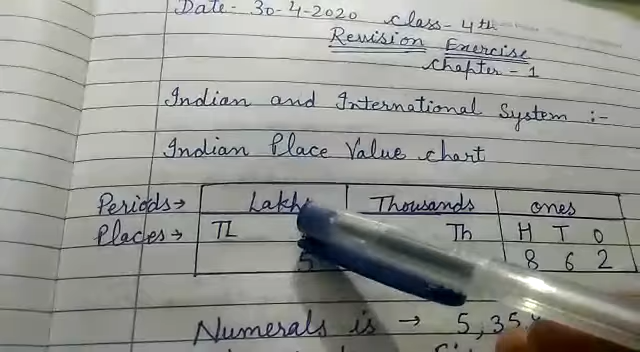 Date- 30-4-2020 Class- 4th
Revision Exercise
Chapter-1
Indian and International System :-
Indian Place Value Chart
Periods→ Lakhs Thousands ones
Places→ TL Th H T O
5 8 6 2
Numerals is → 5,35,